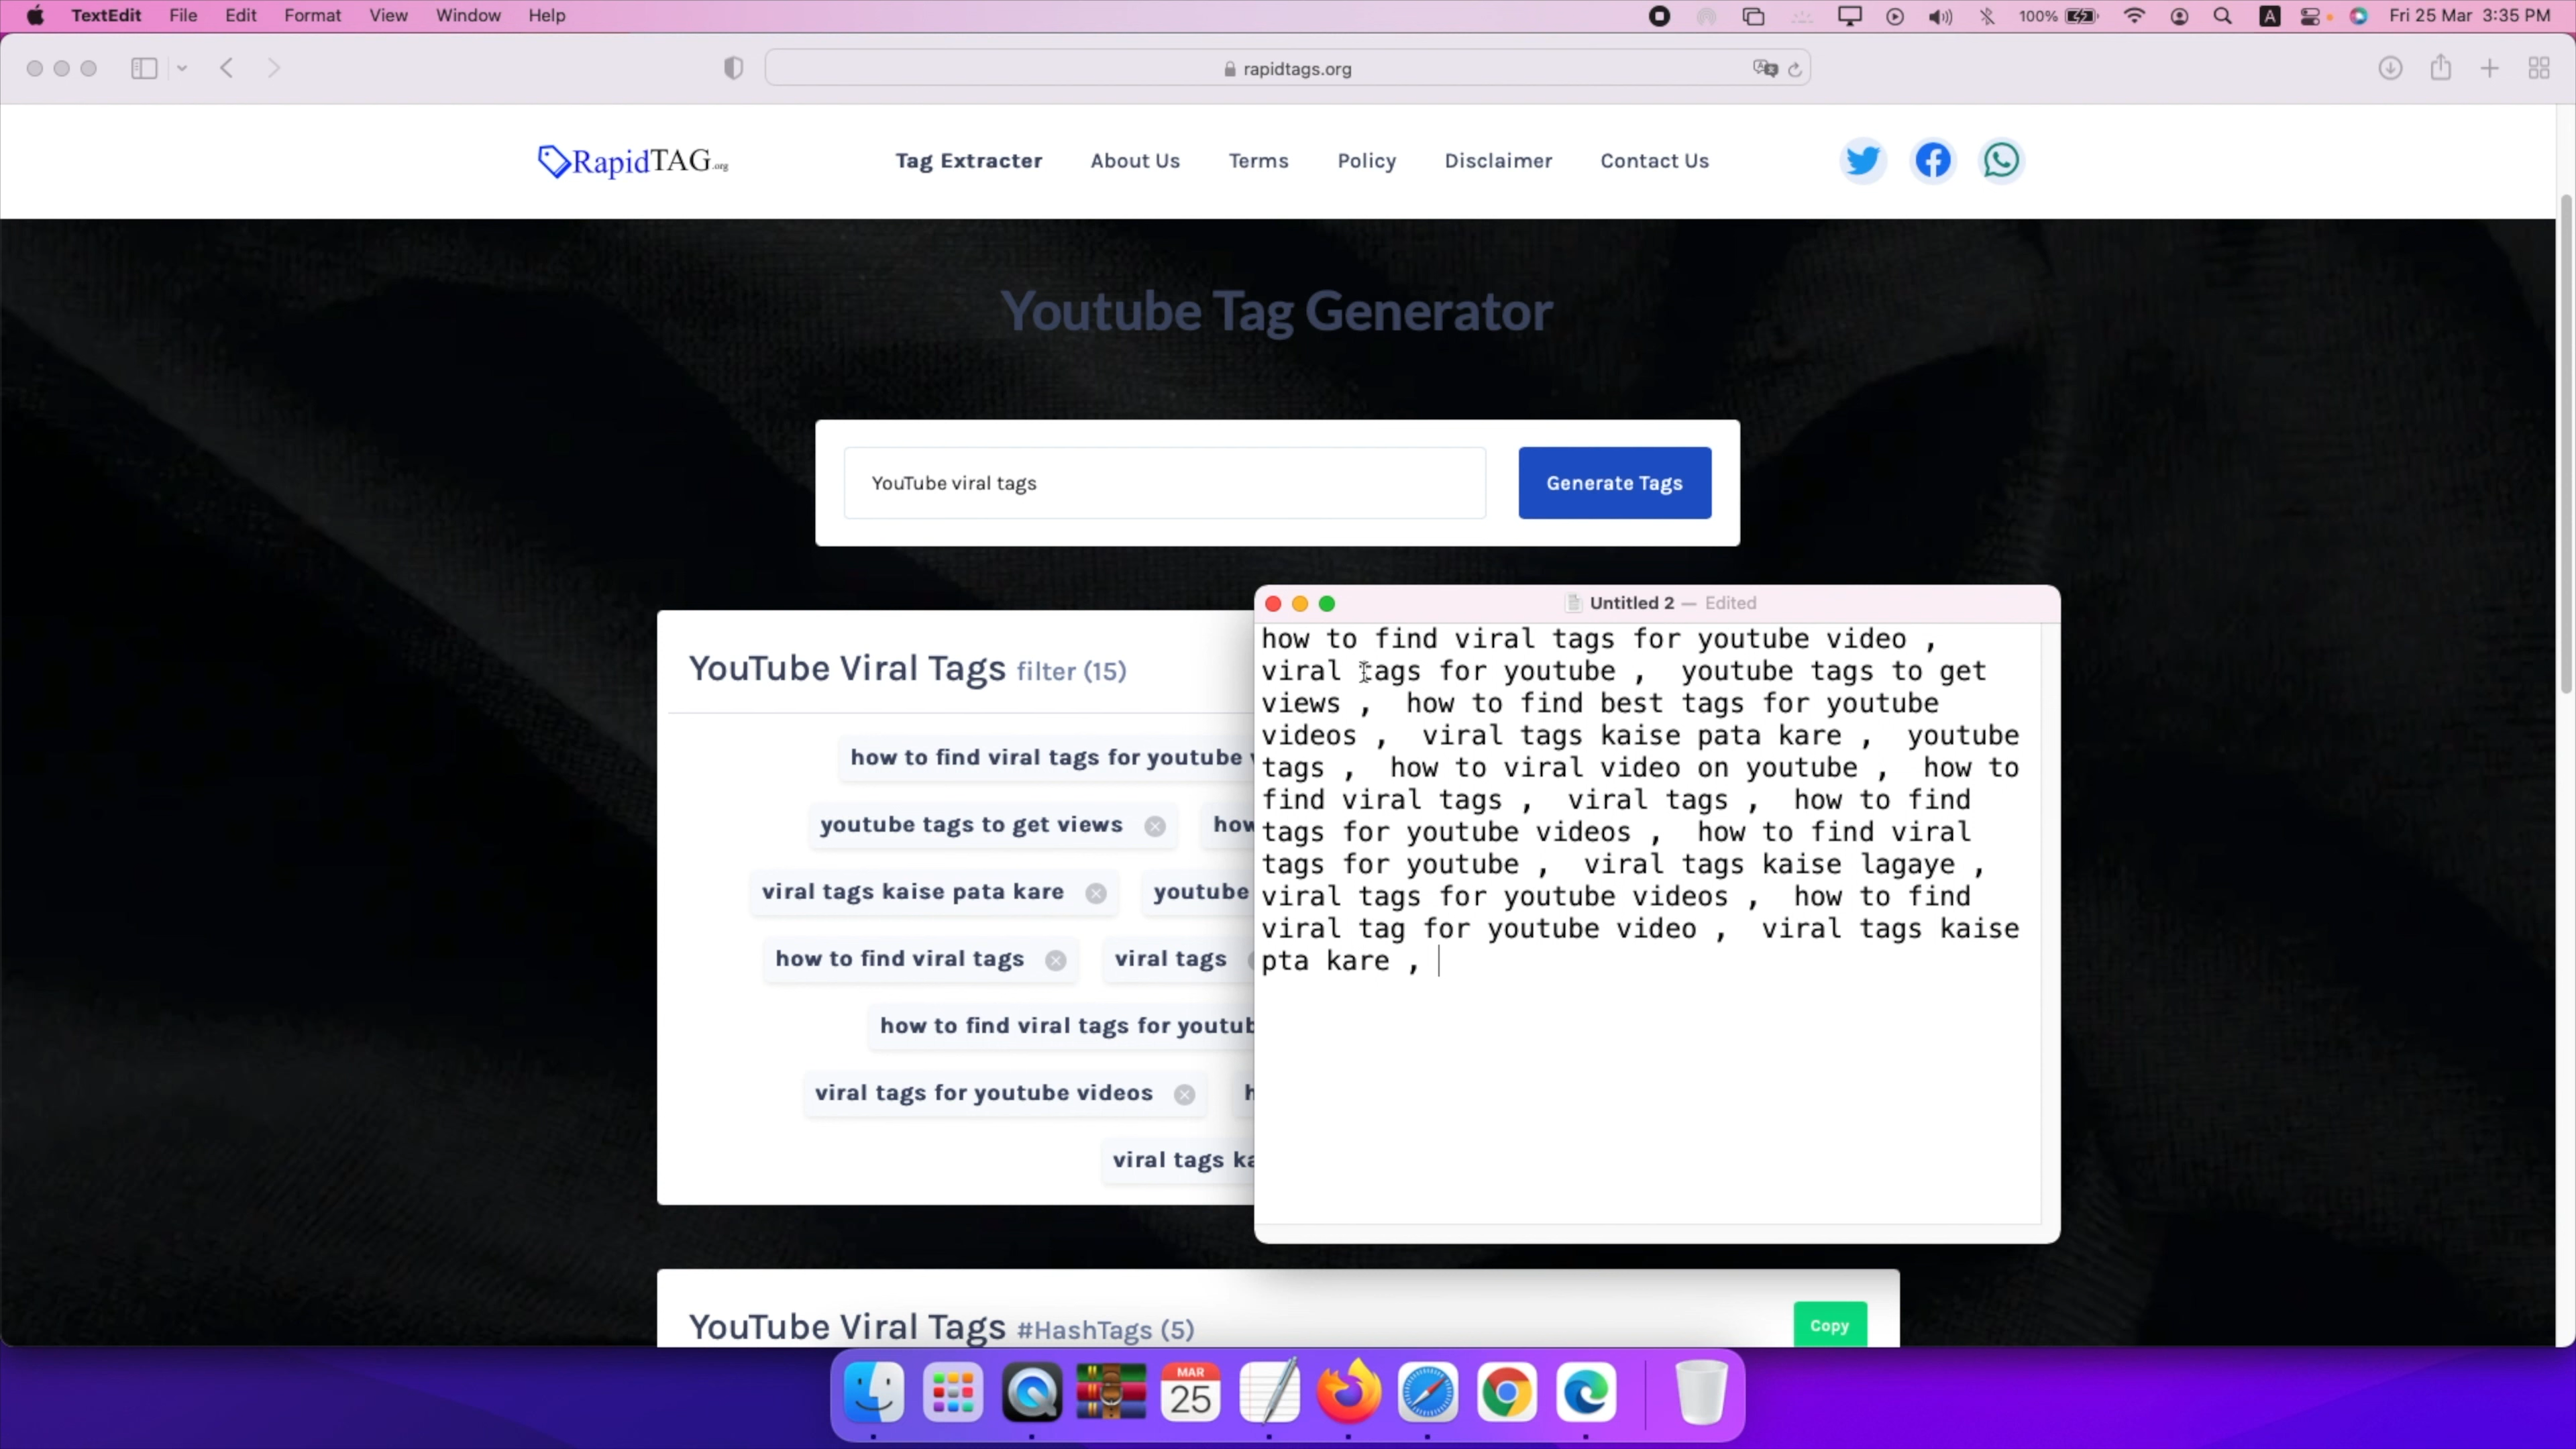 TextEdit File Edit Format View Window Help 100% A Fri 25 Mar 3:35 PM
rapidtags.org
RapidTAG.org Tag Extracter About Us Terms Policy Disclaimer Contact Us
Youtube Tag Generator
YouTube viral tags Generate Tags
YouTube Viral Tags filter (15)
how to find viral tags for youtube
youtube tags to get views how
viral tags kaise pata kare youtube
how to find viral tags viral tags
how to find viral tags for youtub
viral tags for youtube videos h
viral tags ka
Untitled 2 — Edited
how to find viral tags for youtube video ,
viral tags for youtube , youtube tags to get
views , how to find best tags for youtube
videos , viral tags kaise pata kare , youtube
tags , how to viral video on youtube , how to
find viral tags , viral tags , how to find
tags for youtube videos , how to find viral
tags for youtube , viral tags kaise lagaye ,
viral tags for youtube videos , how to find
viral tag for youtube video , viral tags kaise
pta kare ,
YouTube Viral Tags #HashTags (5) Copy
MAR
25